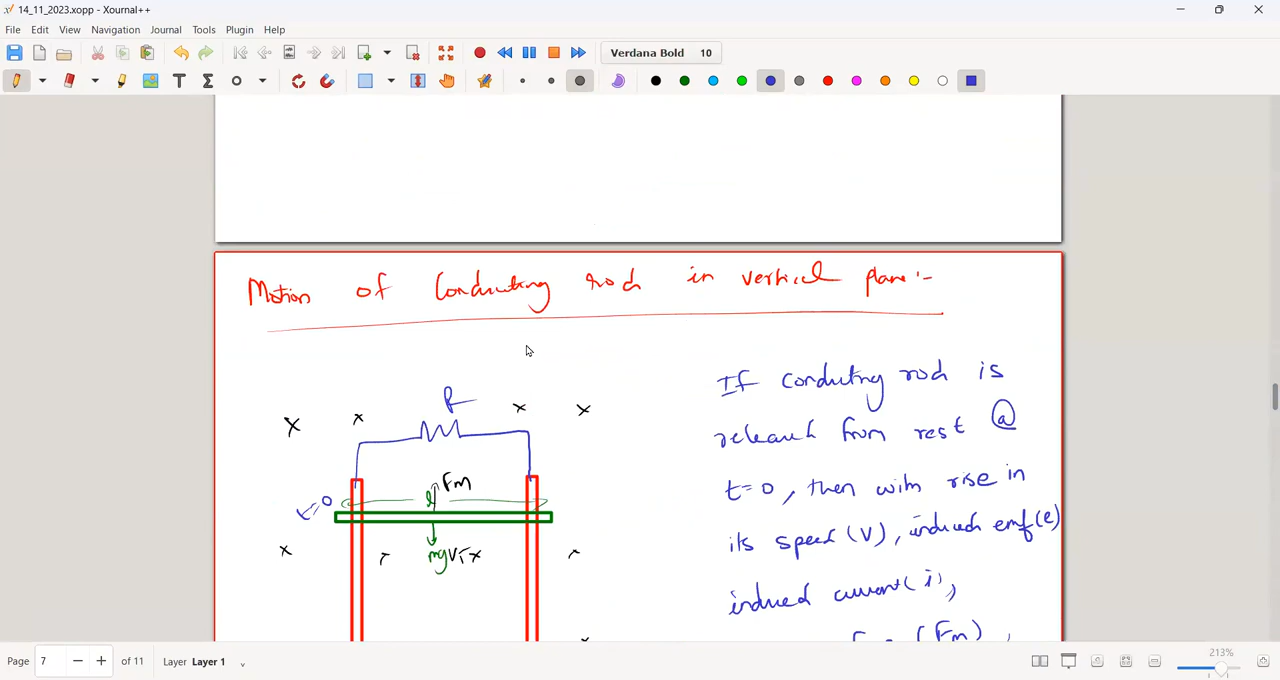 14_11_2023.xopp - Xournal++
File Edit View Navigation Journal Tools Plugin Help
Verdana Bold 10
Motion of Conducting rod in vertical plane :-
R
x x x x
Fm
l
t=0
mg
x
If conducting rod is
released from rest @
t=0, then with rise in
its speed (V), induced emf(e)
induced current(i),
(Fm),
Page 7 of 11 Layer Layer 1
213%